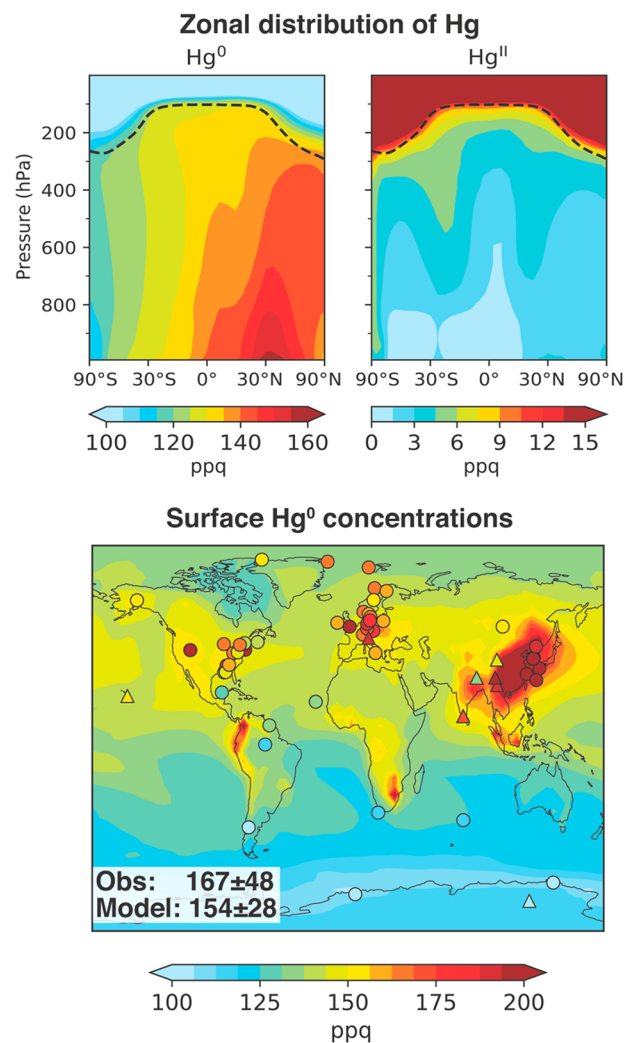 Zonal distribution of Hg
Hg⁰ Hgᴵᴵ
Pressure (hPa)
200
400
600
800
90°S 30°S 0° 30°N 90°N 90°S 30°S 0° 30°N 90°N
100 120 140 160 0 3 6 9 12 15
ppq ppq
Surface Hg⁰ concentrations
Obs: 167±48
Model: 154±28
100 125 150 175 200
ppq